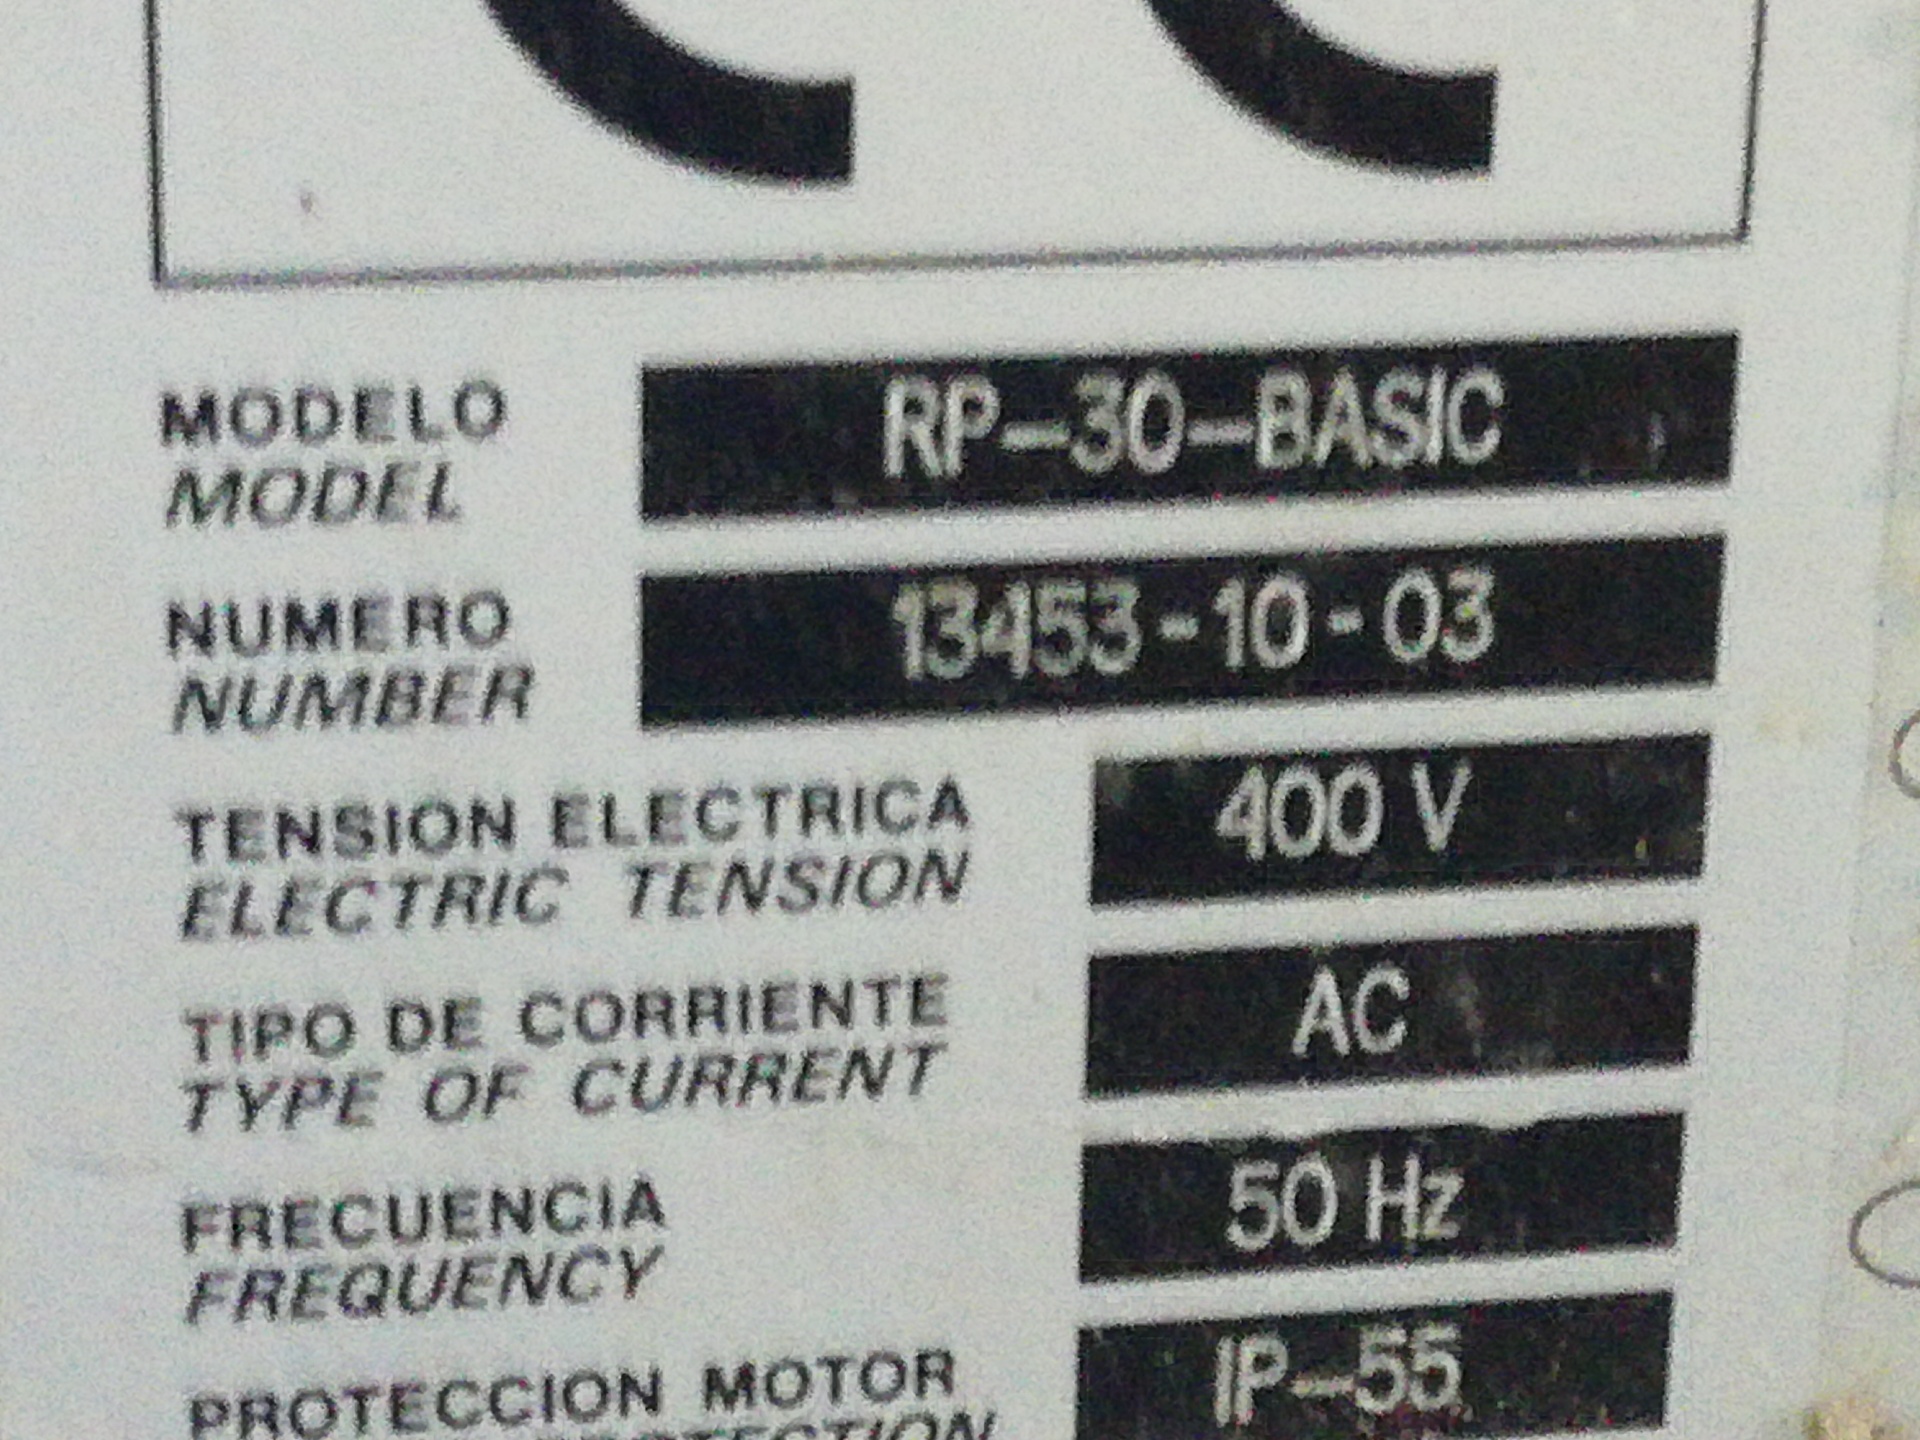 MODELO
MODEL
RP-30-BASIC
NUMERO
NUMBER
13453-10-03
TENSION ELECTRICA
ELECTRIC TENSION
400 V
TIPO DE CORRIENTE
TYPE OF CURRENT
AC
FRECUENCIA
FREQUENCY
50 Hz
PROTECCION MOTOR
PROTECTION
IP-55